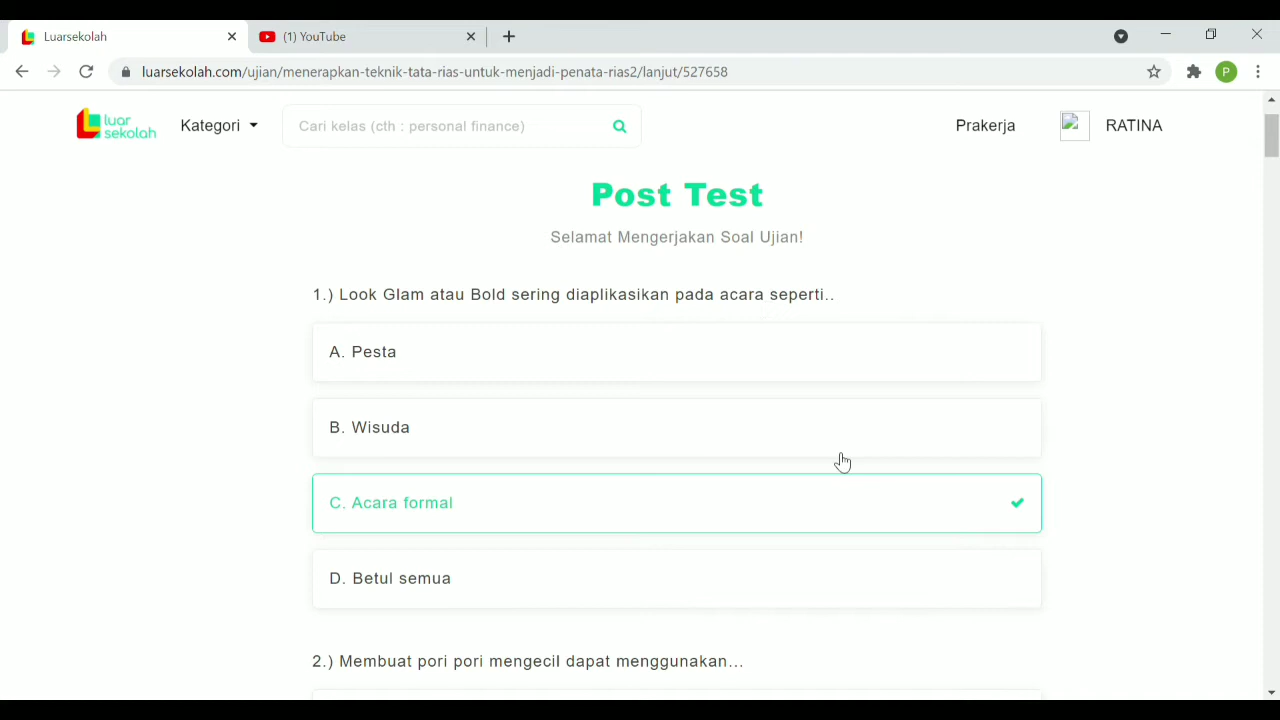 Luarsekolah
(1) YouTube
luarsekolah.com/ujian/menerapkan-teknik-tata-rias-untuk-menjadi-penata-rias2/lanjut/527658
P
luar
sekolah
Kategori
Cari kelas (cth : personal finance)
Prakerja
RATINA
Post Test
Selamat Mengerjakan Soal Ujian!
1.) Look Glam atau Bold sering diaplikasikan pada acara seperti..
A. Pesta
B. Wisuda
C. Acara formal
D. Betul semua
2.) Membuat pori pori mengecil dapat menggunakan...